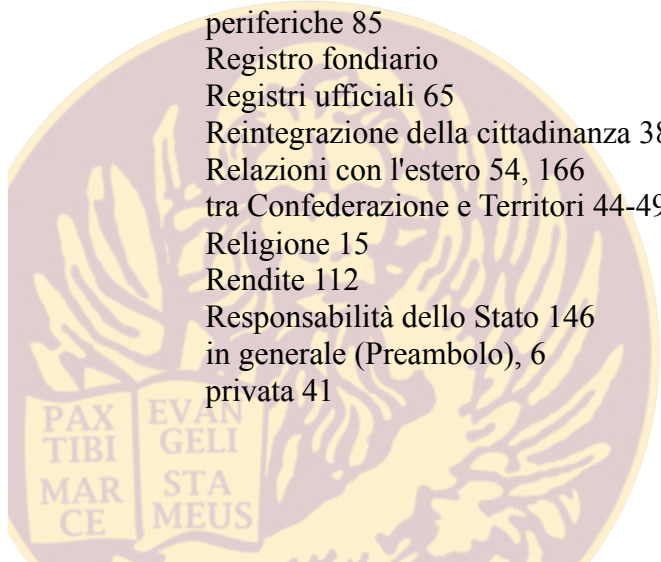 periferiche 85
Registro fondiario
Registri ufficiali 65
Reintegrazione della cittadinanza 38
Relazioni con l'estero 54, 166
tra Confederazione e Territori 44-49
Religione 15
Rendite 112
Responsabilità dello Stato 146
in generale (Preambolo), 6
privata 41
PAX EVAN
TIBI GELI
MAR STA
CE MEUS